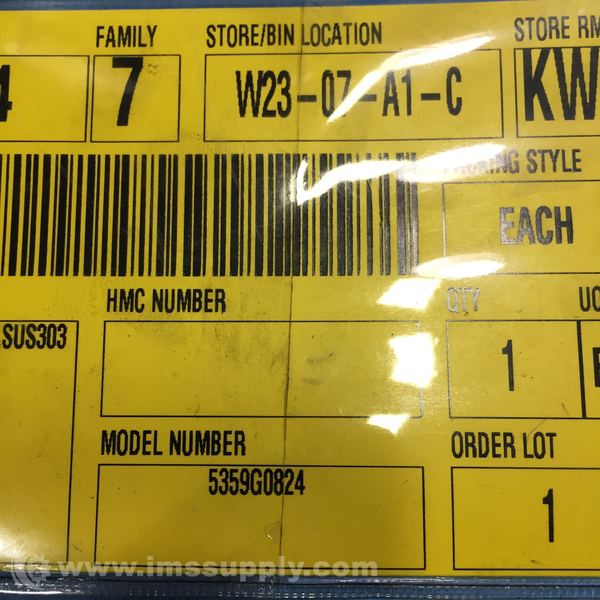 FAMILY STORE/BIN LOCATION STORE RM
4 7 W23-07-A1-C KW
PACKING STYLE
EACH
HMC NUMBER QTY UO
SUS303
1
MODEL NUMBER ORDER LOT
5359G0824
1
www.imssupply.com